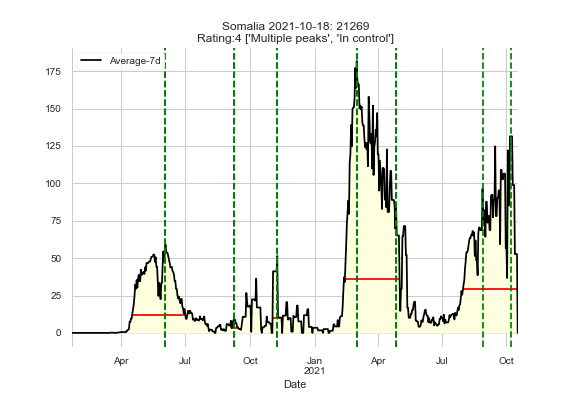 Somalia 2021-10-18: 21269
Rating:4 ['Multiple peaks', 'In control']
Average-7d
175
150
125
100
75
50
25
0
Apr Jul Oct Jan Apr Jul Oct
2021
Date